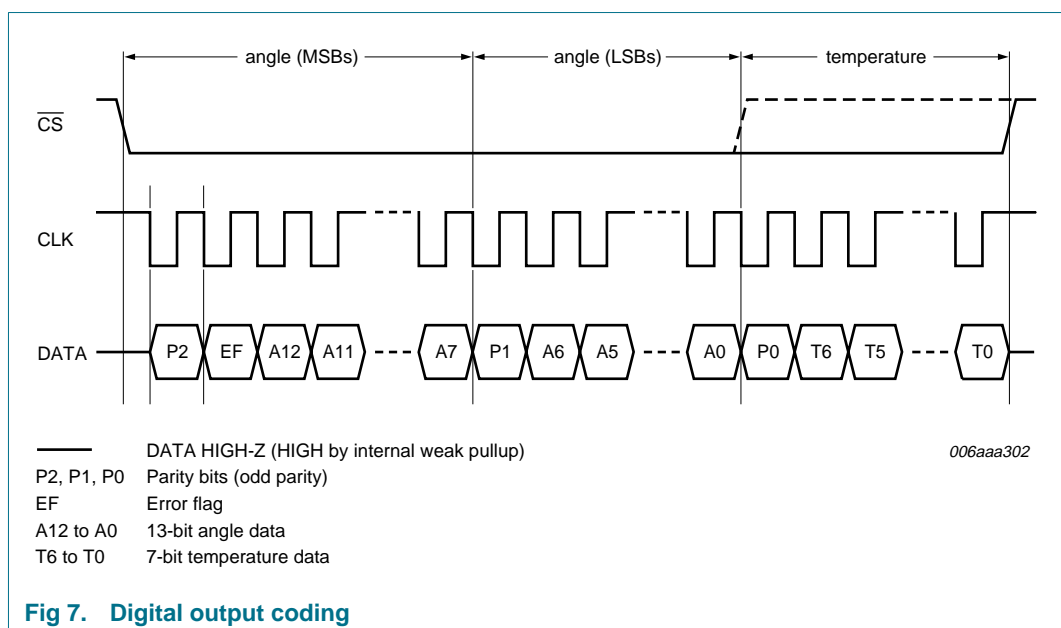 angle (MSBs) angle (LSBs) temperature
CS
CLK
DATA P2 EF A12 A11 A7 P1 A6 A5 A0 P0 T6 T5 T0
DATA HIGH-Z (HIGH by internal weak pullup) 006aaa302
P2, P1, P0 Parity bits (odd parity)
EF Error flag
A12 to A0 13-bit angle data
T6 to T0 7-bit temperature data
Fig 7. Digital output coding